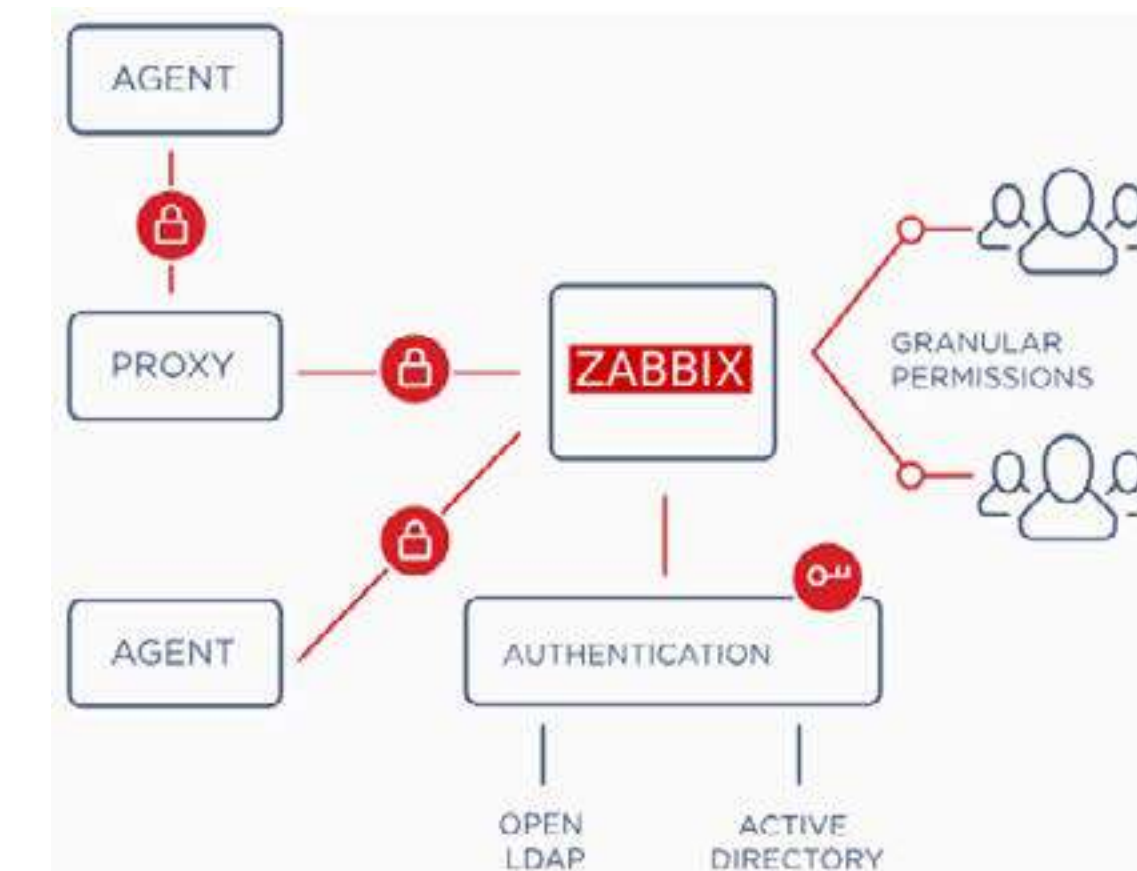 AGENT
PROXY
ZABBIX
GRANULAR
PERMISSIONS
AGENT
AUTHENTICATION
OPEN
LDAP
ACTIVE
DIRECTORY